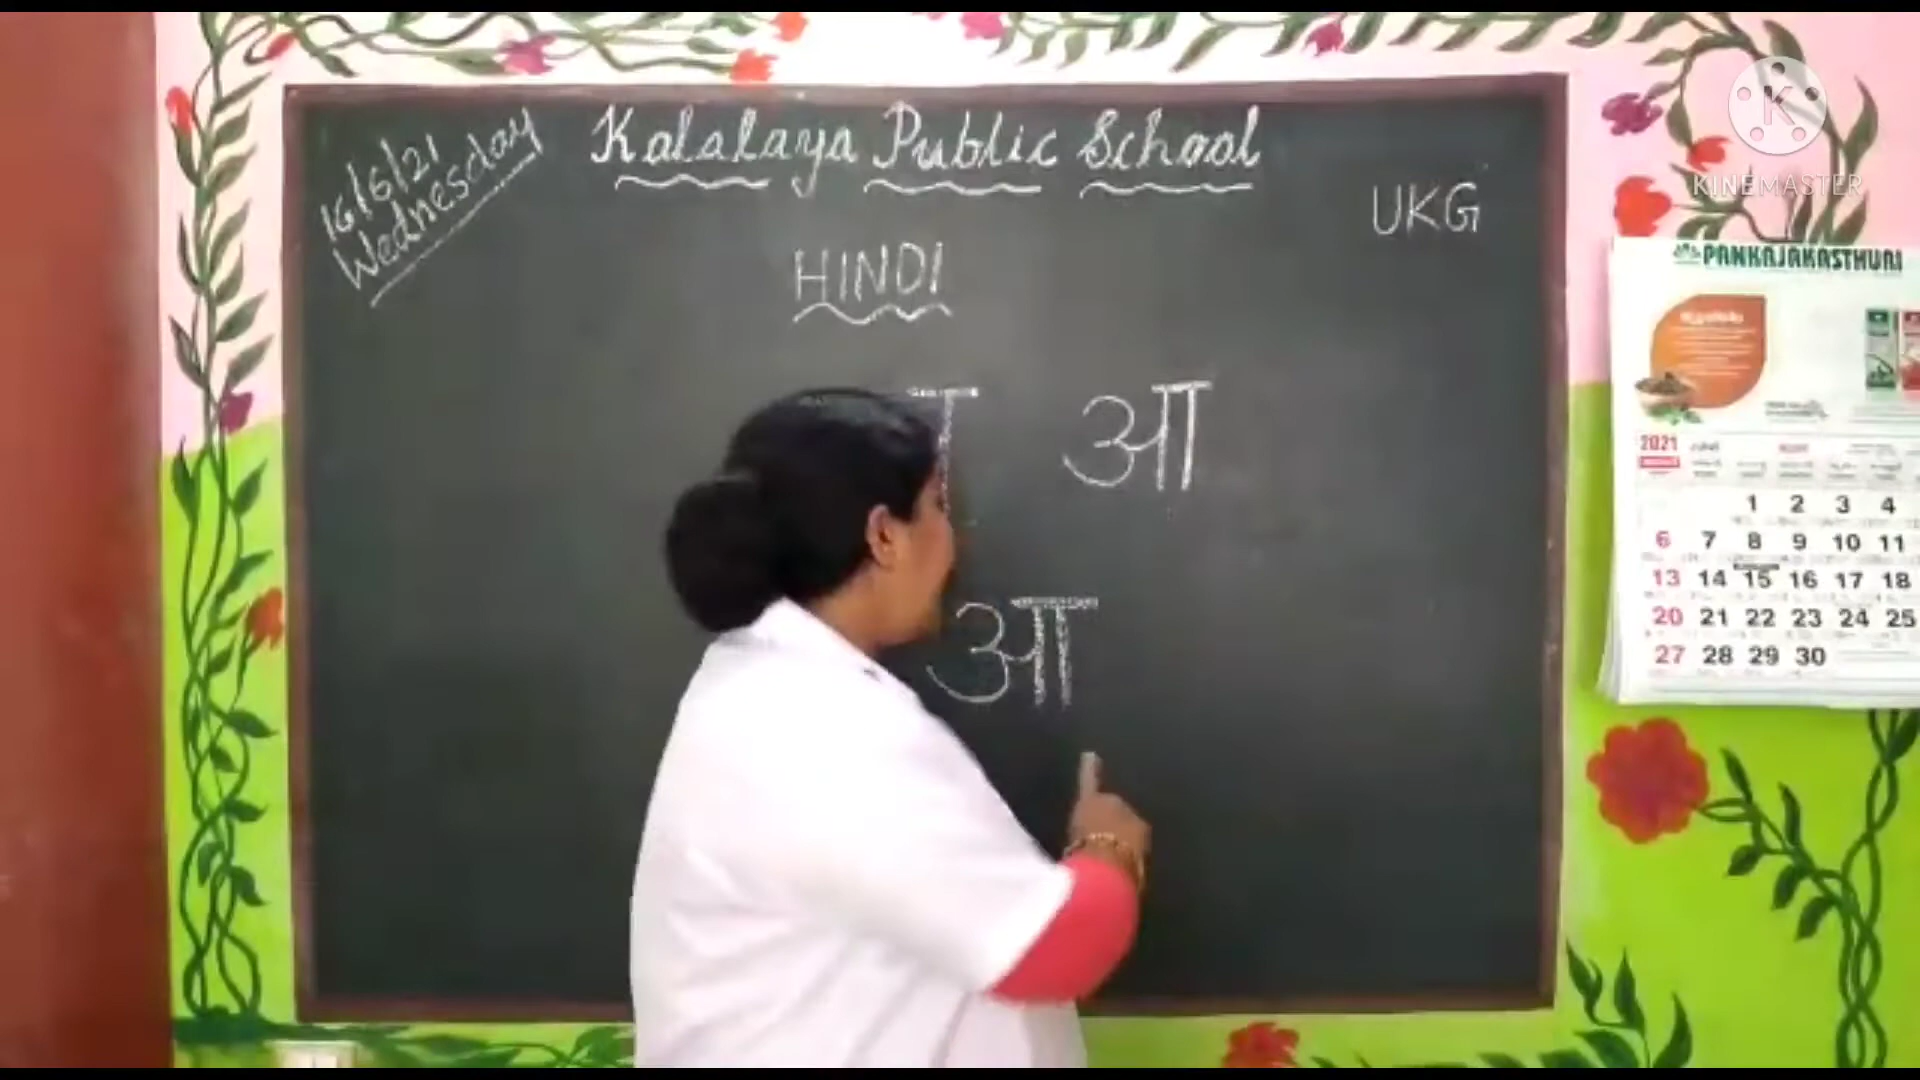 16/6/21
Wednesday
Kalalaya Public School
UKG
HINDI
आ
आ
KINEMASTER
PANKAJAKASTHURI
2021
1 2 3 4
6 7 8 9 10 11
13 14 15 16 17 18
20 21 22 23 24 25
27 28 29 30